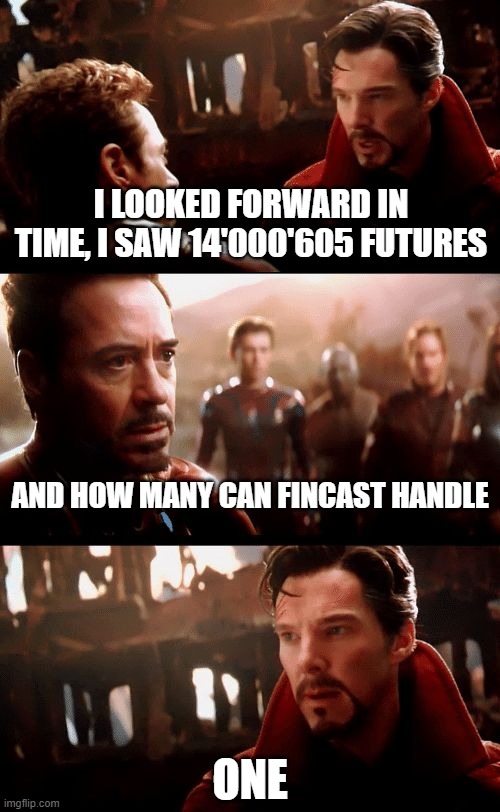 I LOOKED FORWARD IN
TIME, I SAW 14'000'605 FUTURES
AND HOW MANY CAN FINCAST HANDLE
ONE
imgflip.com